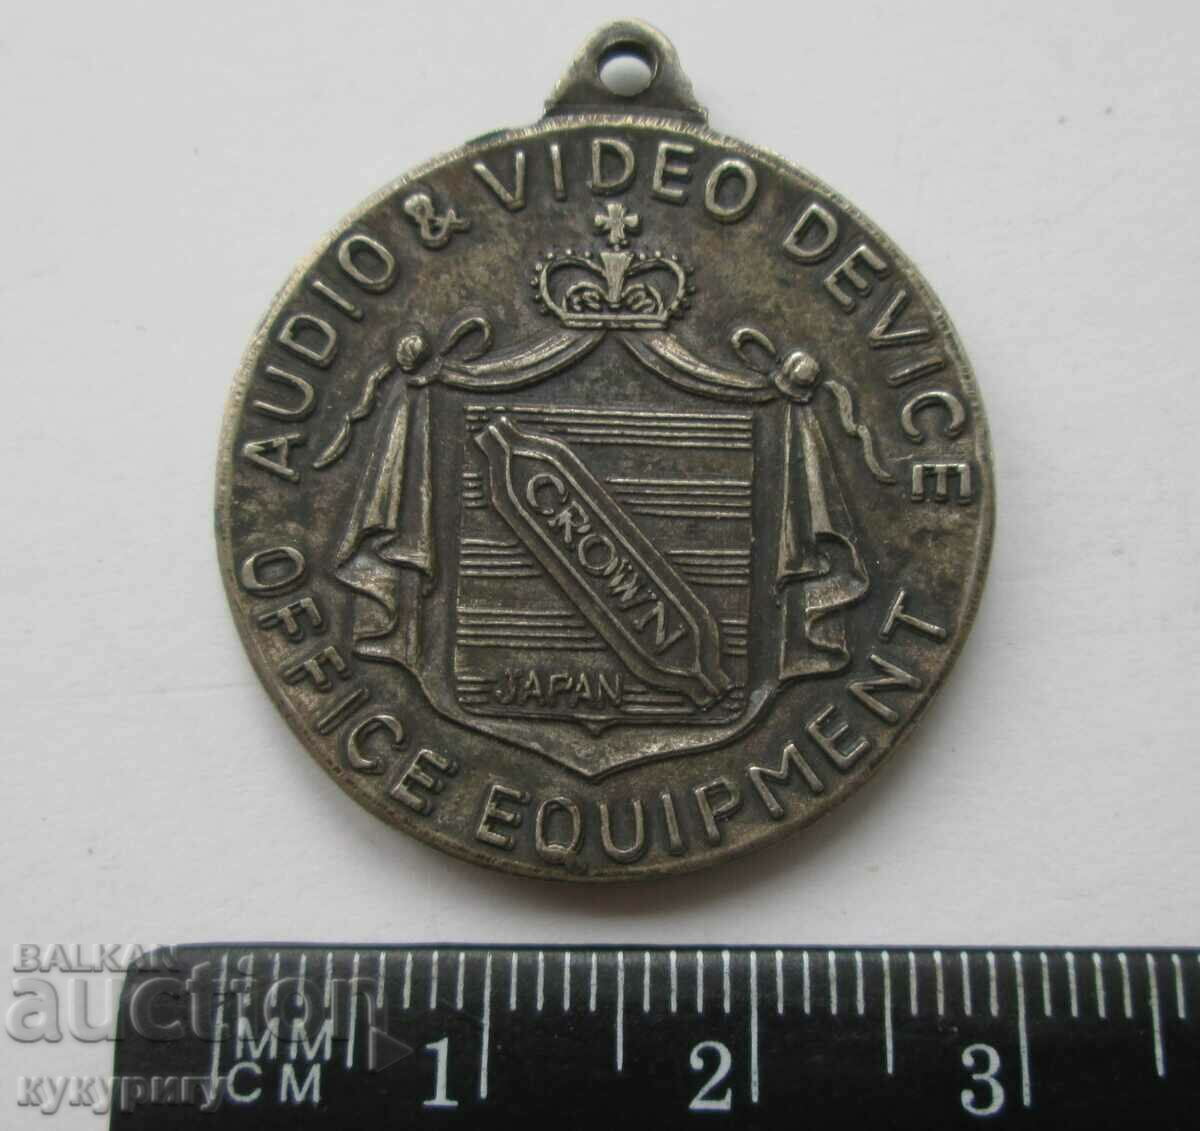 AUDIO & VIDEO DEVICE
CROWN
JAPAN
OFFICE EQUIPMENT
BALKAN
auction
кукуригу
MM
CM
1 2 3